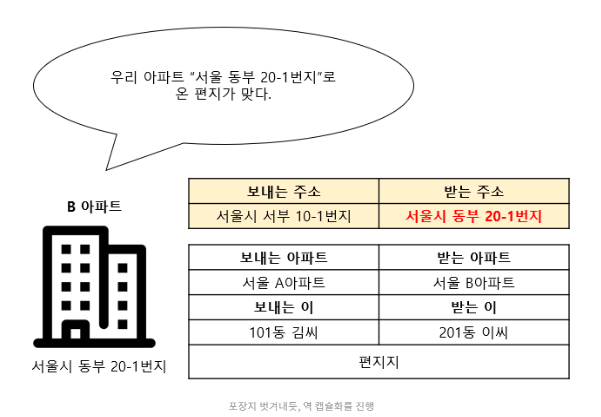 우리 아파트 "서울 동부 20-1번지"로
온 편지가 맞다.
B 아파트
서울시 동부 20-1번지
보내는 주소 받는 주소
서울시 서부 10-1번지 서울시 동부 20-1번지
보내는 아파트 받는 아파트
서울 A아파트 서울 B아파트
보내는 이 받는 이
101동 김씨 201동 이씨
편지지
포장지 벗겨내듯, 역 캡슐화를 진행